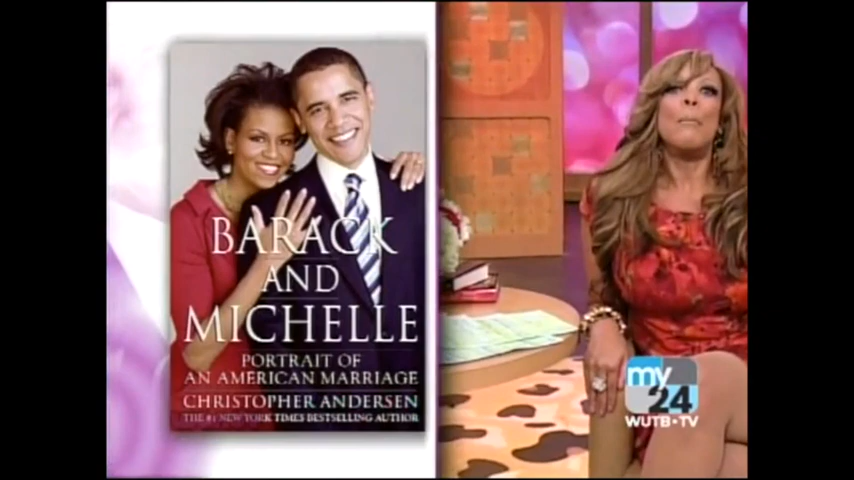 BARACK
AND
MICHELLE
PORTRAIT OF
AN AMERICAN MARRIAGE
CHRISTOPHER ANDERSEN
THE #1 NEW YORK TIMES BESTSELLING AUTHOR
my
24
WUTB•TV